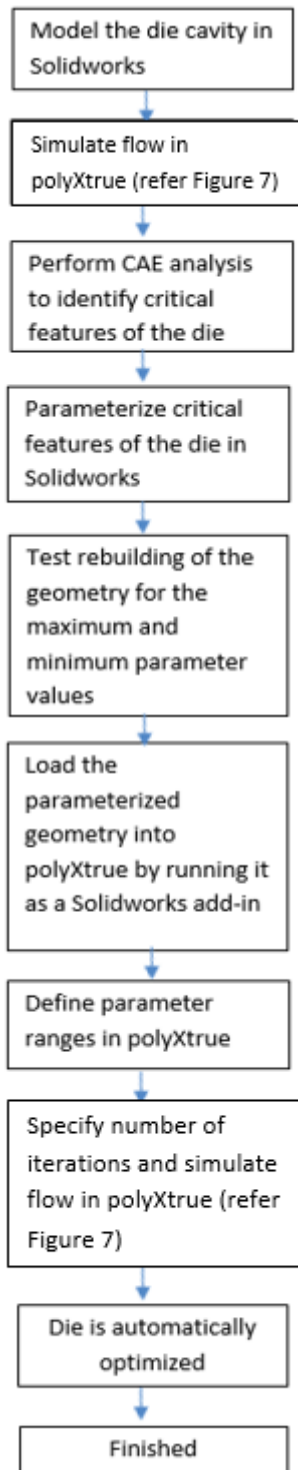 Model the die cavity in
Solidworks
Simulate flow in
polyXtrue (refer Figure 7)
Perform CAE analysis
to identify critical
features of the die
Parameterize critical
features of the die in
Solidworks
Test rebuilding of the
geometry for the
maximum and
minimum parameter
values
Load the
parameterized
geometry into
polyXtrue by running it
as a Solidworks add-in
Define parameter
ranges in polyXtrue
Specify number of
iterations and simulate
flow in polyXtrue (refer
Figure 7)
Die is automatically
optimized
Finished